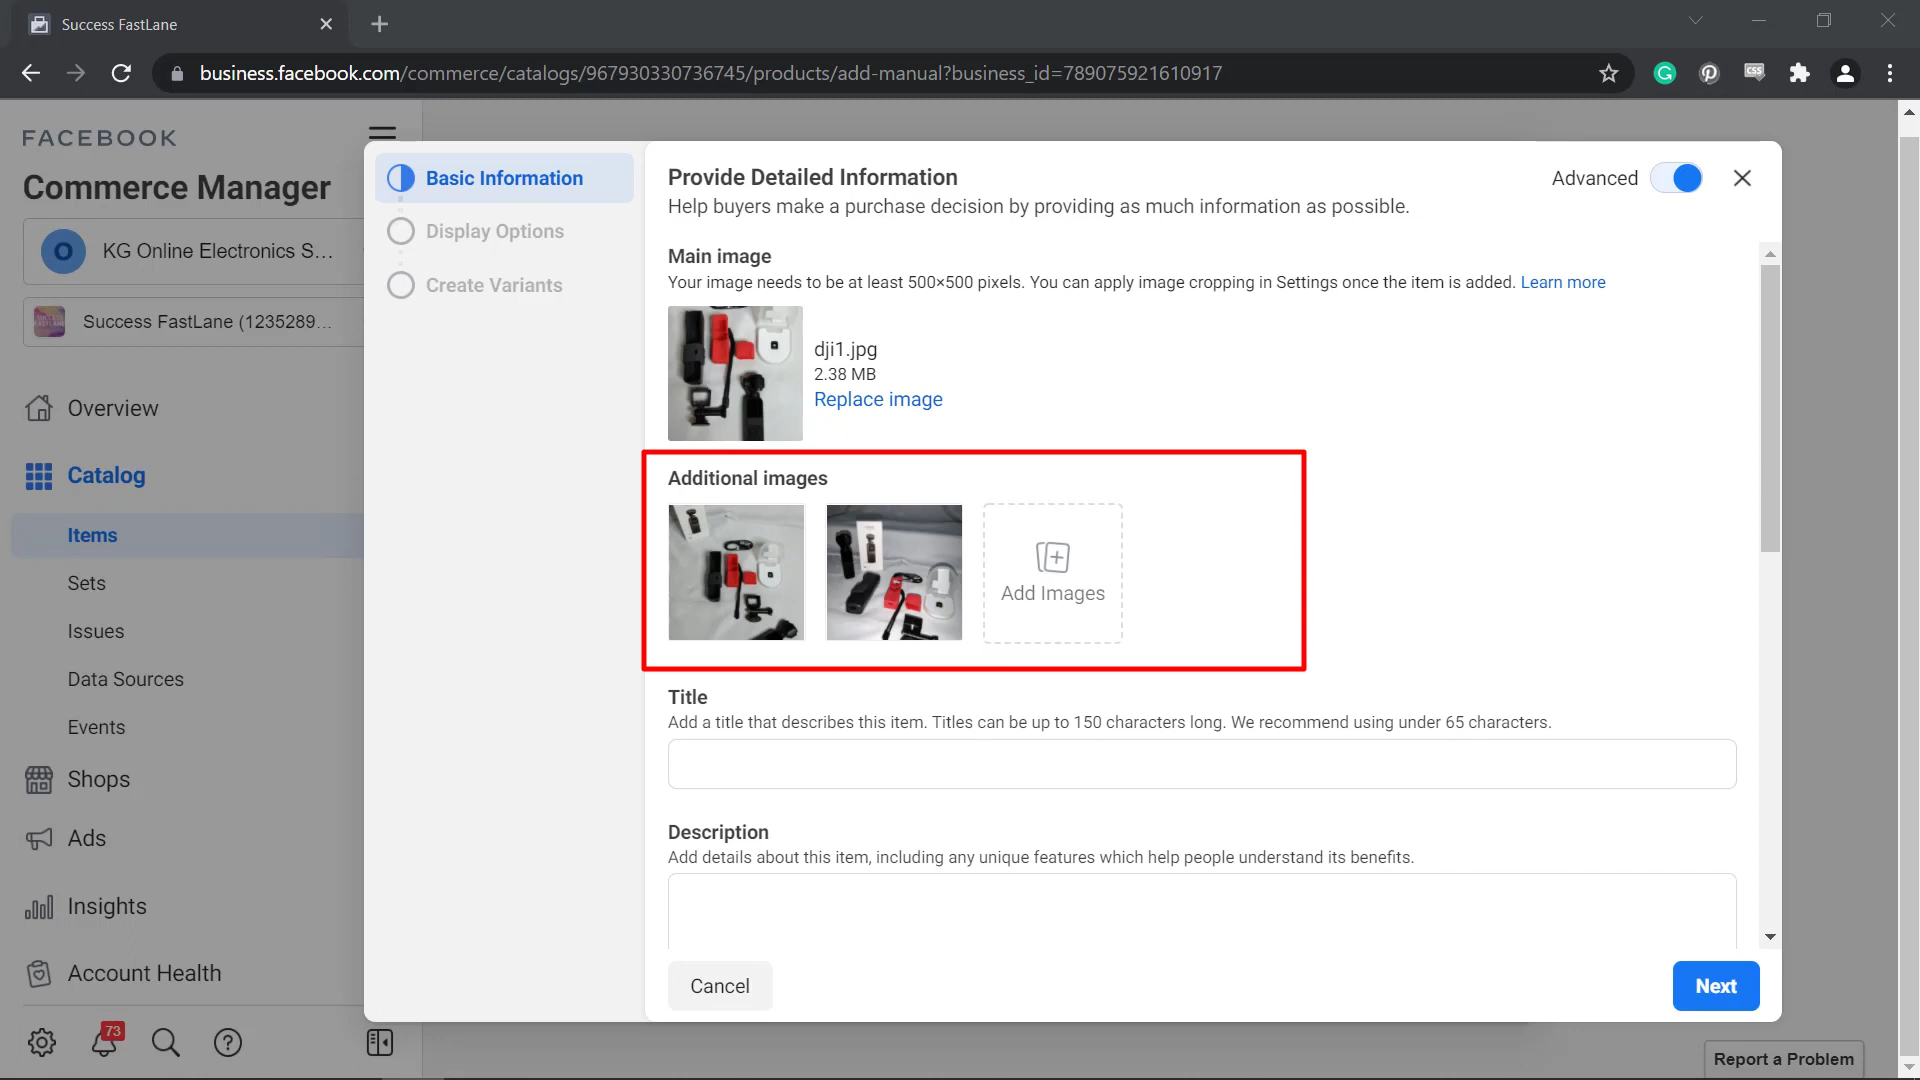 Success FastLane
business.facebook.com/commerce/catalogs/967930330736745/products/add-manual?business_id=789075921610917
FACEBOOK
Commerce Manager
O
KG Online Electronics S...
Success FastLane (1235289...
Overview
Catalog
Items
Sets
Issues
Data Sources
Events
Shops
Ads
Insights
Account Health
73
Basic Information
Display Options
Create Variants
Provide Detailed Information
Advanced
Help buyers make a purchase decision by providing as much information as possible.
Main image
Your image needs to be at least 500×500 pixels. You can apply image cropping in Settings once the item is added. Learn more
dji1.jpg
2.38 MB
Replace image
Additional images
Add Images
Title
Add a title that describes this item. Titles can be up to 150 characters long. We recommend using under 65 characters.
Description
Add details about this item, including any unique features which help people understand its benefits.
Cancel
Next
Report a Problem